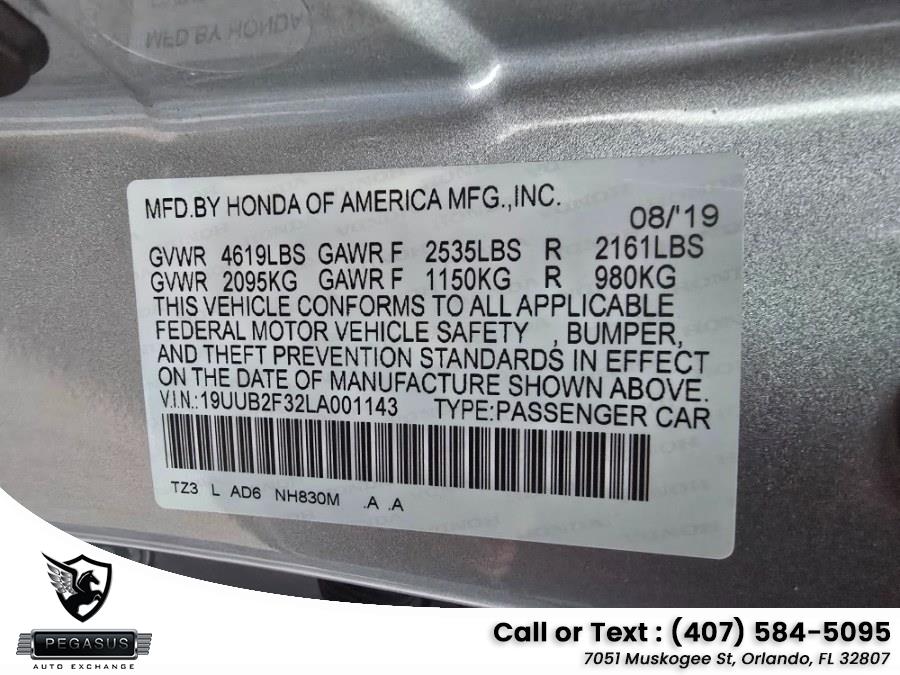 MFD BY HONDA
MFD.BY HONDA OF AMERICA MFG.,INC.
08/'19
GVWR 4619LBS GAWR F 2535LBS R 2161LBS
GVWR 2095KG GAWR F 1150KG R 980KG
THIS VEHICLE CONFORMS TO ALL APPLICABLE
FEDERAL MOTOR VEHICLE SAFETY , BUMPER,
AND THEFT PREVENTION STANDARDS IN EFFECT
ON THE DATE OF MANUFACTURE SHOWN ABOVE.
V.I.N.:19UUB2F32LA001143 TYPE:PASSENGER CAR
TZ3 L AD6 NH830M .A .A
PEGASUS
AUTO EXCHANGE
Call or Text : (407) 584-5095
7051 Muskogee St, Orlando, FL 32807